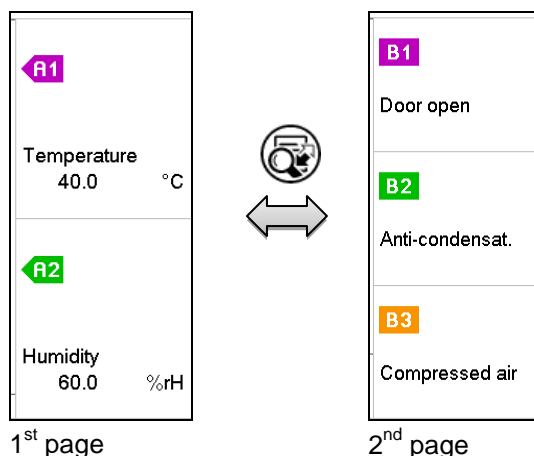 A1
Temperature
40.0 °C
A2
Humidity
60.0 %rH
1st page
B1
Door open
B2
Anti-condensat.
B3
Compressed air
2nd page